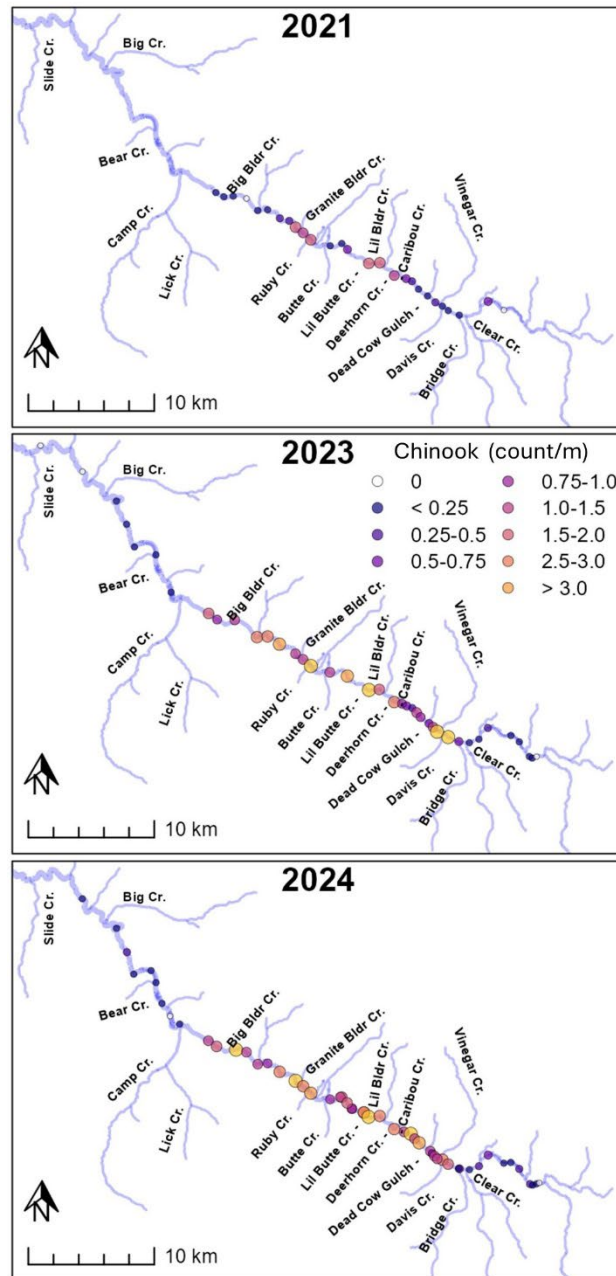 2021
Slide Cr.
Big Cr.
Bear Cr.
Camp Cr.
Lick Cr.
Big Bldr Cr.
Granite Bldr Cr.
Ruby Cr.
Butte Cr.
Lil Bldr Cr.
Lil Butte Cr. -
Caribou Cr.
Deerhorn Cr. -
Vinegar Cr.
Dead Cow Gulch -
Davis Cr.
Clear Cr.
Bridge Cr.
N
10 km
2023
Chinook (count/m)
0
< 0.25
0.25-0.5
0.5-0.75
0.75-1.0
1.0-1.5
1.5-2.0
2.5-3.0
> 3.0
Slide Cr.
Big Cr.
Bear Cr.
Camp Cr.
Lick Cr.
Big Bldr Cr.
Granite Bldr Cr.
Ruby Cr.
Butte Cr.
Lil Bldr Cr.
Lil Butte Cr. -
Caribou Cr.
Deerhorn Cr. -
Vinegar Cr.
Dead Cow Gulch -
Davis Cr.
Clear Cr.
Bridge Cr.
N
10 km
2024
Slide Cr.
Big Cr.
Bear Cr.
Camp Cr.
Lick Cr.
Big Bldr Cr.
Granite Bldr Cr.
Ruby Cr.
Butte Cr.
Lil Bldr Cr.
Lil Butte Cr. -
Caribou Cr.
Deerhorn Cr. -
Vinegar Cr.
Dead Cow Gulch -
Davis Cr.
Clear Cr.
Bridge Cr.
N
10 km